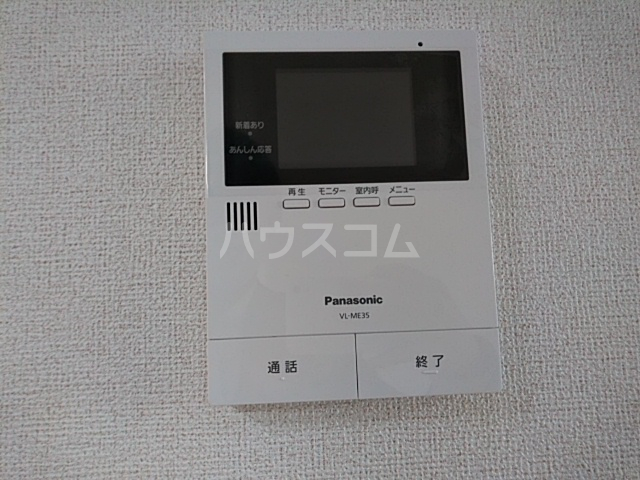 新着あり
あんしん応答
再生 モニター 室内呼 メニュー
ハウスコム
Panasonic
VL-ME35
通話 終了